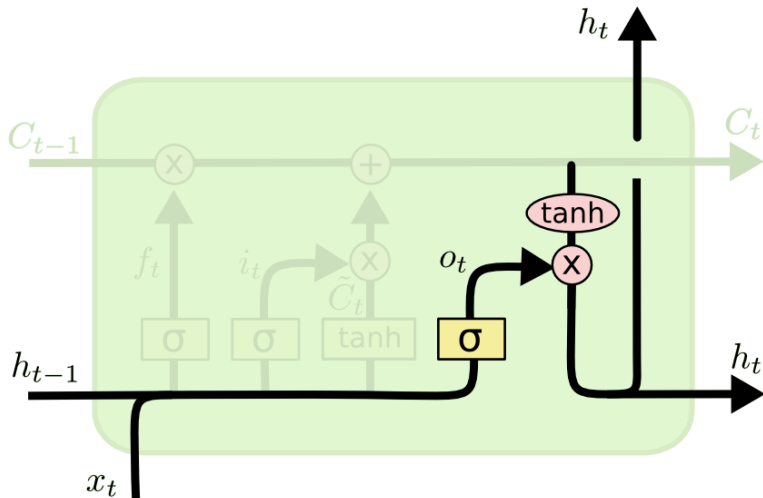 h_t
C_{t-1}
C_t
x
+
tanh
f_t
i_t
x
o_t
x
C̃_t
σ
σ
tanh
σ
h_{t-1}
h_t
x_t